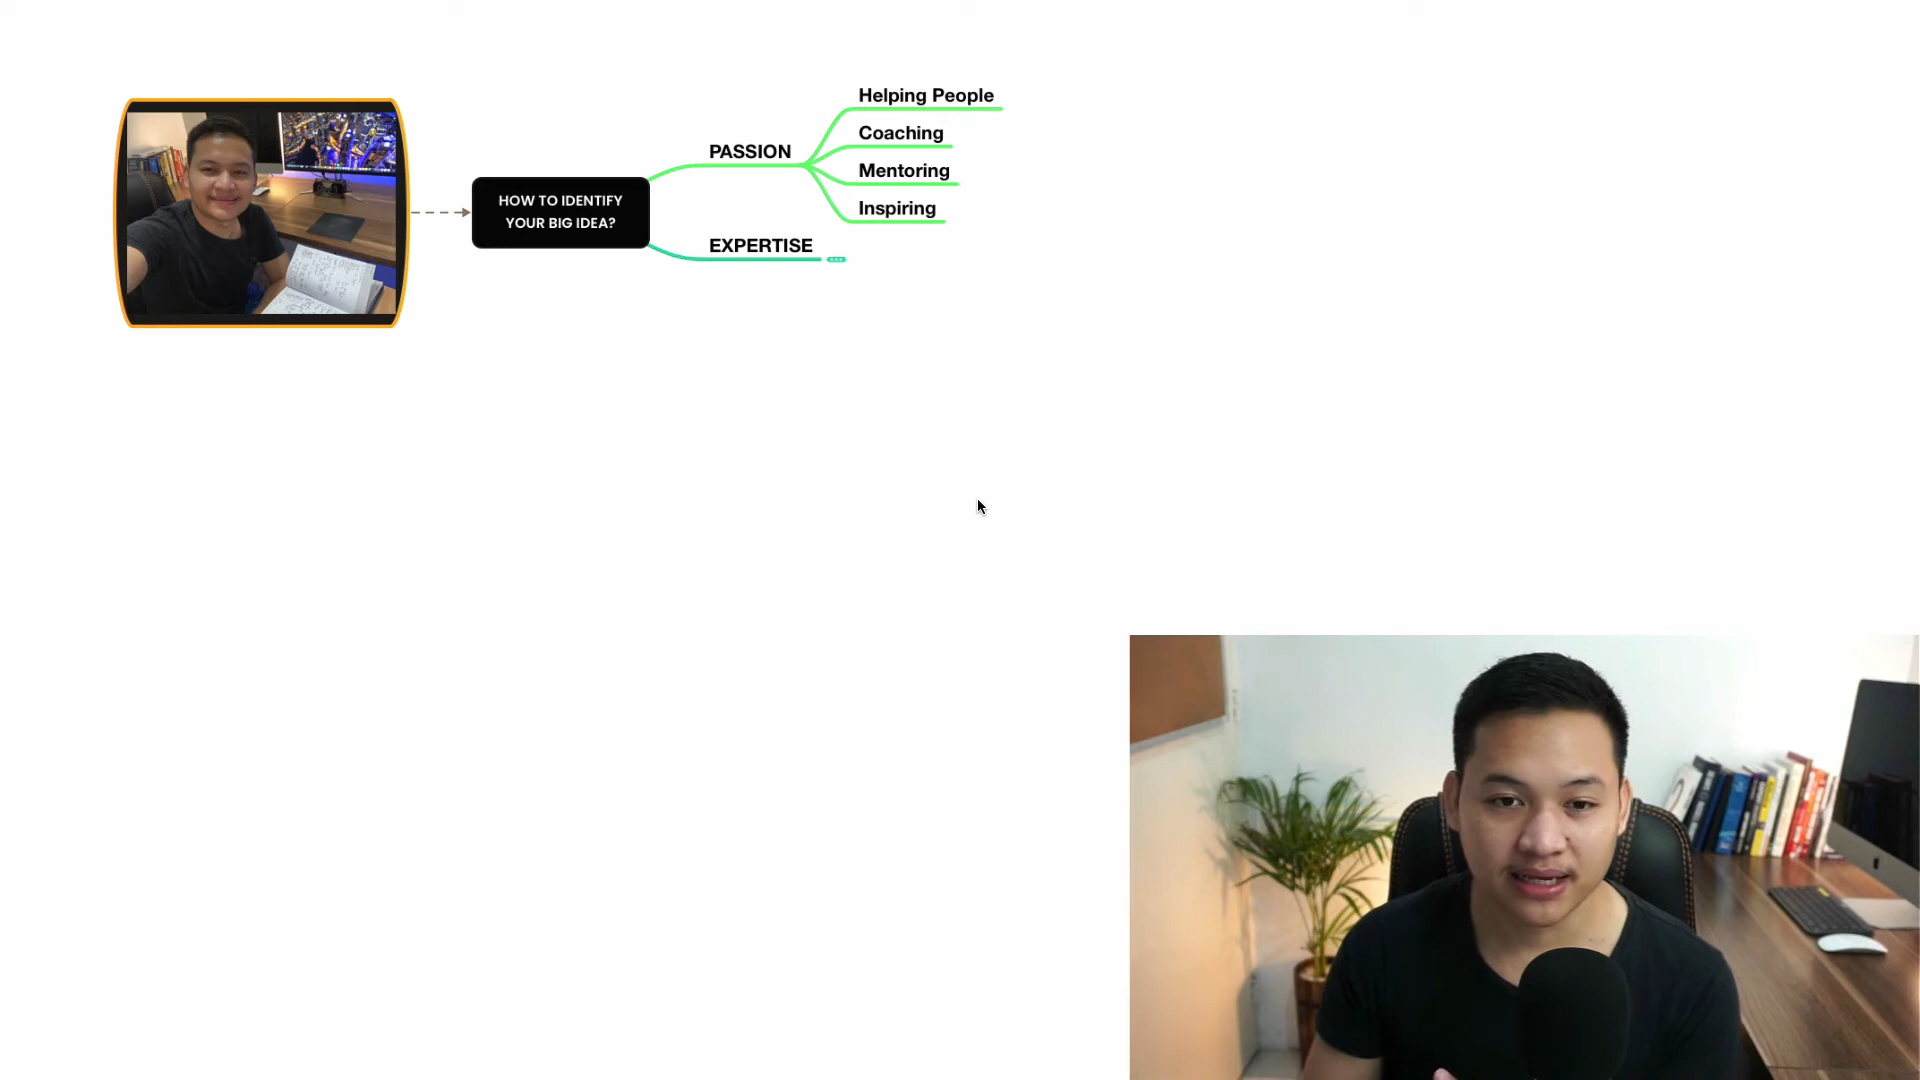 HOW TO IDENTIFY
YOUR BIG IDEA?
PASSION
Helping People
Coaching
Mentoring
Inspiring
EXPERTISE